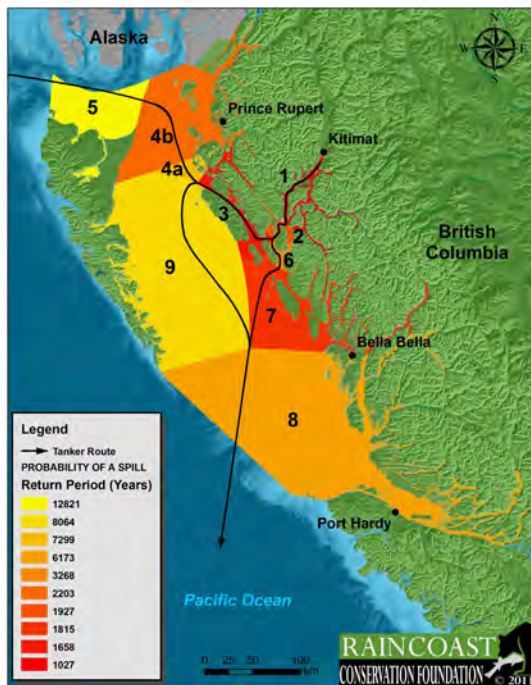 Alaska
N
W
E
S
5
Prince Rupert
4b
Kitimat
4a
1
3
2
British
Columbia
9
6
7
Bella Bella
8
Legend
Tanker Route
PROBABILITY OF A SPILL
Return Period (Years)
12821
8064
7299
6173
3268
2203
1927
1815
1658
1027
Port Hardy
Pacific Ocean
0 25 50 100
km
RAINCOAST
CONSERVATION FOUNDATION
© 201